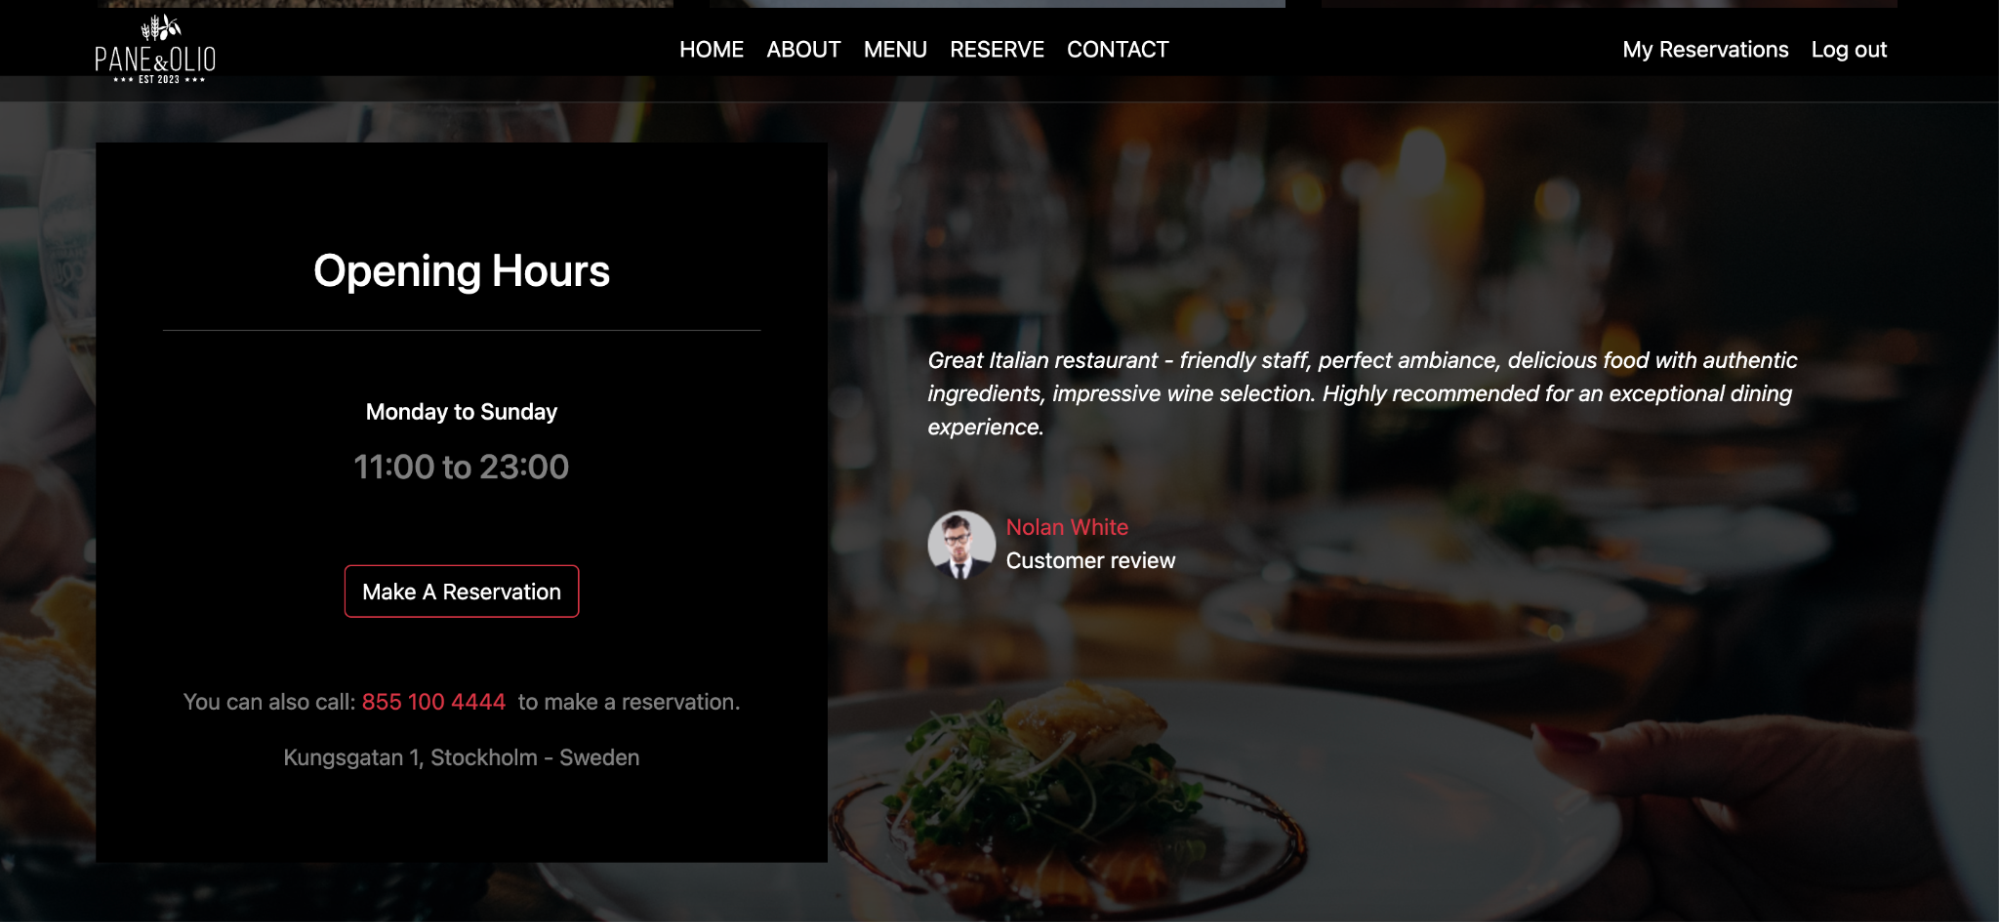 PANE&OLIO
*** EST 2023 ***
HOME ABOUT MENU RESERVE CONTACT
My Reservations Log out
Opening Hours
Monday to Sunday
11:00 to 23:00
Make A Reservation
You can also call: 855 100 4444 to make a reservation.
Kungsgatan 1, Stockholm - Sweden
Great Italian restaurant - friendly staff, perfect ambiance, delicious food with authentic
ingredients, impressive wine selection. Highly recommended for an exceptional dining
experience.
Nolan White
Customer review